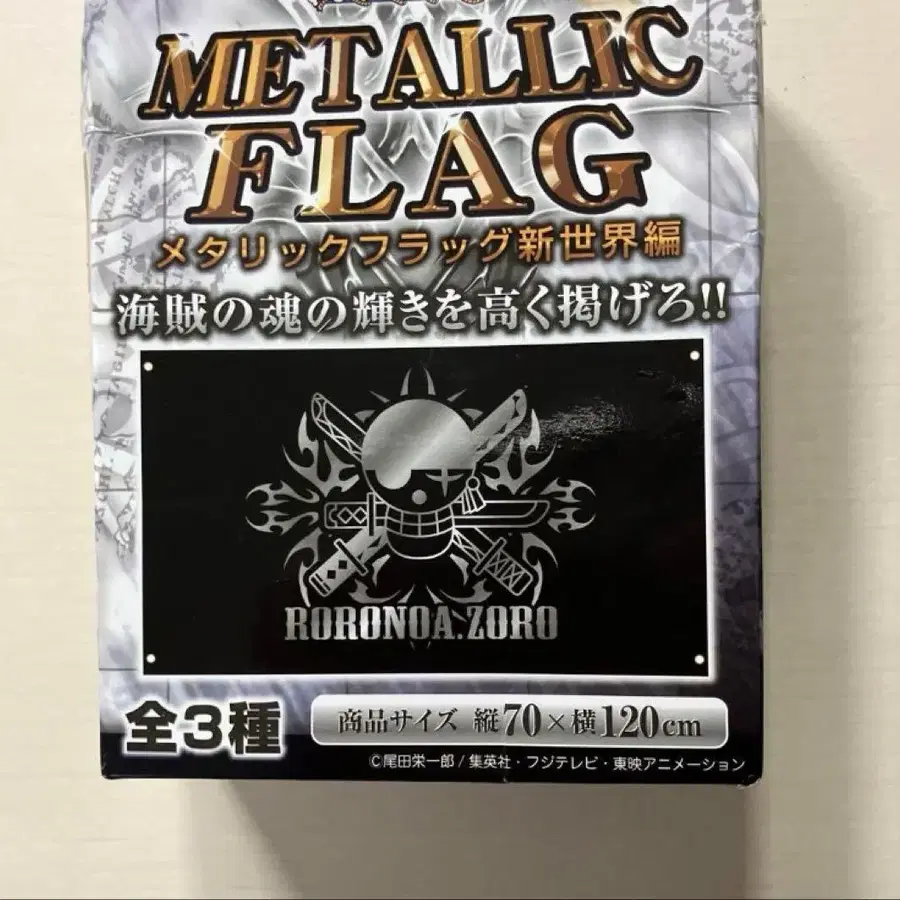 METALLIC
FLAG
メタリックフラッグ新世界編
海賊の魂の輝きを高く掲げろ!!
RORONOA.ZORO
全3種
商品サイズ 縦70×横120cm
©尾田栄一郎/集英社・フジテレビ・東映アニメーション